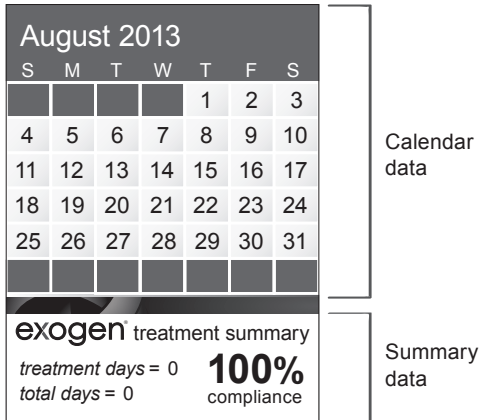 August 2013
S M T W T F S
1 2 3
4 5 6 7 8 9 10
11 12 13 14 15 16 17
18 19 20 21 22 23 24
25 26 27 28 29 30 31
Calendar
data
exogen® treatment summary
treatment days = 0
total days = 0
100%
compliance
Summary
data